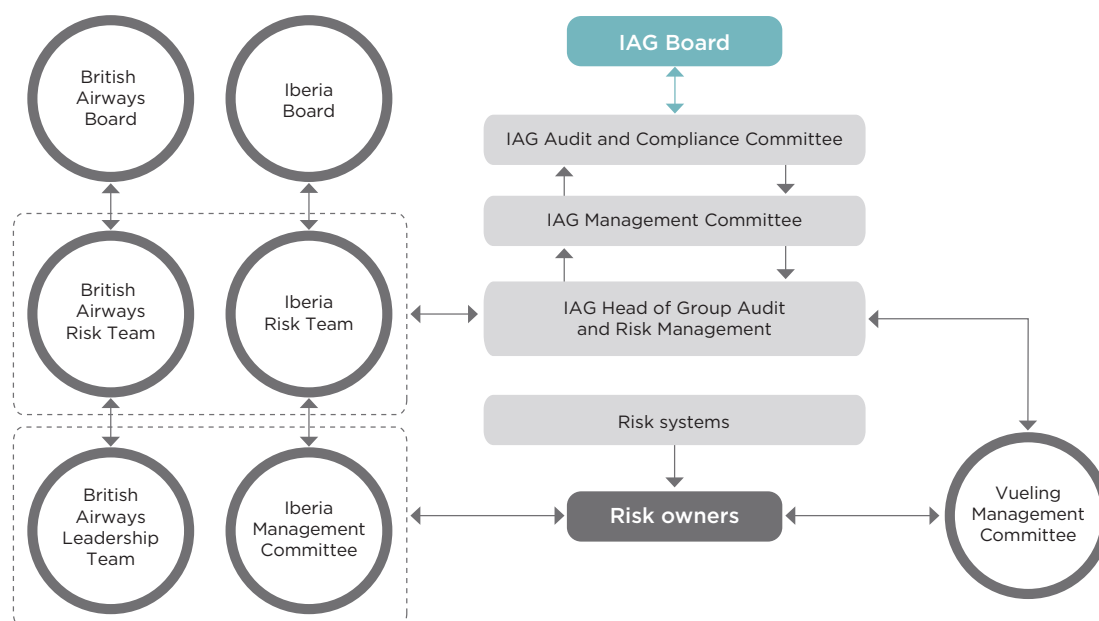 British
Airways
Board
Iberia
Board
IAG Board
IAG Audit and Compliance Committee
IAG Management Committee
British
Airways
Risk Team
Iberia
Risk Team
IAG Head of Group Audit
and Risk Management
Risk systems
British
Airways
Leadership
Team
Iberia
Management
Committee
Risk owners
Vueling
Management
Committee